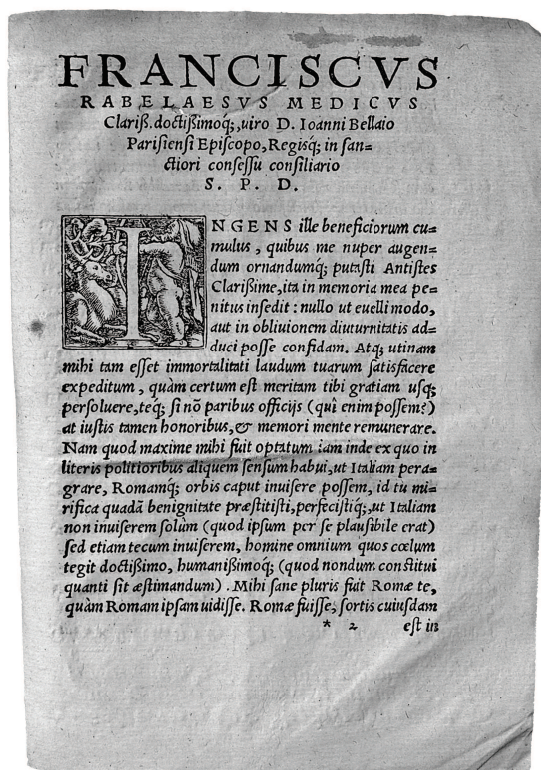 FRANCISCVS
RABELAESVS MEDICVS
Clariß. doctißimoq́;, uiro D. Ioanni Bellaio
Parisiensi Episcopo, Regisq́; in san=
ctiori consessu consiliario
S. P. D.
INGENS ille beneficiorum cu=
mulus, quibus me nuper augen=
dum ornandumq́; putasti Antistes
Clarißime, ita in memoria mea pe=
nitus insedit: nullo ut euelli modo,
aut in obliuionem diuturnitatis ad=
duci posse confidam. Atq; utinam
mihi tam esset immortalitati laudum tuarum satisfacere
expeditum, quàm certum est meritam tibi gratiam usq;
persoluere, teq́; si nō paribus officijs (quî enim possem?)
at iustis tamen honoribus, & memori mente remunerare.
Nam quod maxime mihi fuit optatum iam inde ex quo in
literis politioribus aliquem sensum habui, ut Italiam pera=
grare, Romamq́; orbis caput inuisere possem, id tu mi=
rifica quadā benignitate præstitisti, perfecistiq́;, ut Italiam
non inuiserem solùm (quod ipsum per se plausibile erat)
sed etiam tecum inuiserem, homine omnium quos cœlum
tegit doctißimo, humanißimoq́; (quod nondum constitui
quanti sit æstimandum). Mihi sane pluris fuit Romæ te,
quàm Romam ipsam uidisse. Romæ fuisse, sortis cuiusdam
* 2 est in